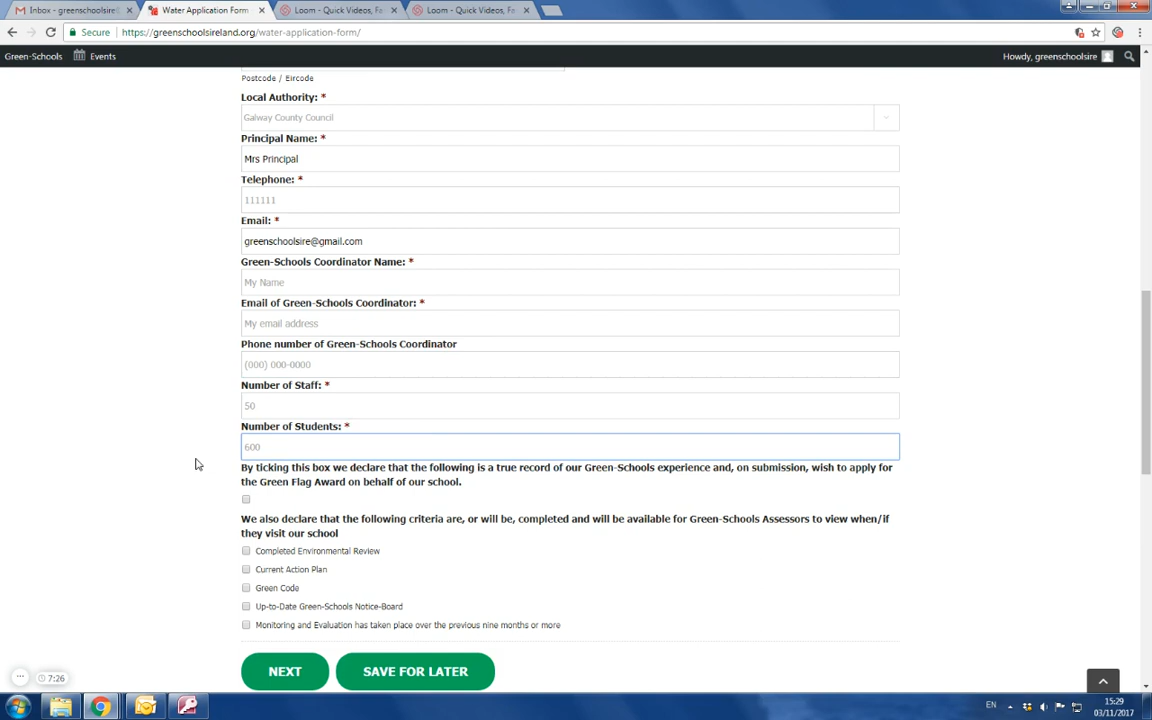 Inbox - greenschoolsire
Water Application Form
Loom - Quick Videos, Fe
Loom - Quick Videos, Fe
Secure
https://greenschoolsireland.org/water-application-form/
Green-Schools
Events
Howdy, greenschoolsire
Postcode / Eircode
Local Authority: *
Galway County Council
Principal Name: *
Mrs Principal
Telephone: *
111111
Email: *
greenschoolsire@gmail.com
Green-Schools Coordinator Name: *
My Name
Email of Green-Schools Coordinator: *
My email address
Phone number of Green-Schools Coordinator
(000) 000-0000
Number of Staff: *
50
Number of Students: *
600
By ticking this box we declare that the following is a true record of our Green-Schools experience and, on submission, wish to apply for
the Green Flag Award on behalf of our school.
We also declare that the following criteria are, or will be, completed and will be available for Green-Schools Assessors to view when/if
they visit our school
Completed Environmental Review
Current Action Plan
Green Code
Up-to-Date Green-Schools Notice-Board
Monitoring and Evaluation has taken place over the previous nine months or more
NEXT
SAVE FOR LATER
7:26
EN
15:29
03/11/2017